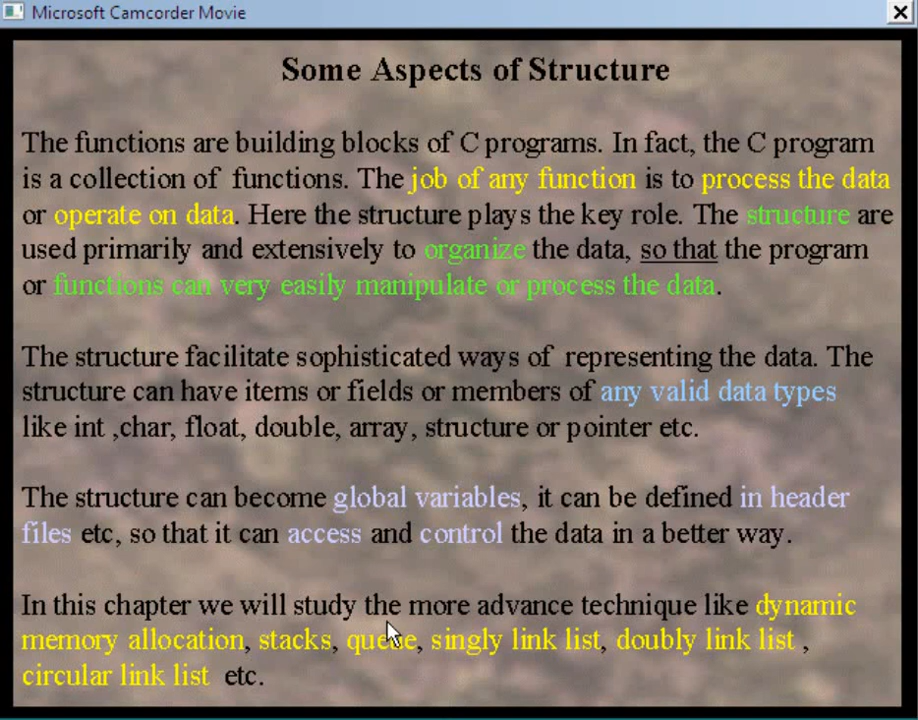 Microsoft Camcorder Movie
Some Aspects of Structure
The functions are building blocks of C programs. In fact, the C program
is a collection of functions. The job of any function is to process the data
or operate on data. Here the structure plays the key role. The structure are
used primarily and extensively to organize the data, so that the program
or functions can very easily manipulate or process the data.
The structure facilitate sophisticated ways of representing the data. The
structure can have items or fields or members of any valid data types
like int ,char, float, double, array, structure or pointer etc.
The structure can become global variables, it can be defined in header
files etc, so that it can access and control the data in a better way.
In this chapter we will study the more advance technique like dynamic
memory allocation, stacks, queue, singly link list, doubly link list ,
circular link list etc.